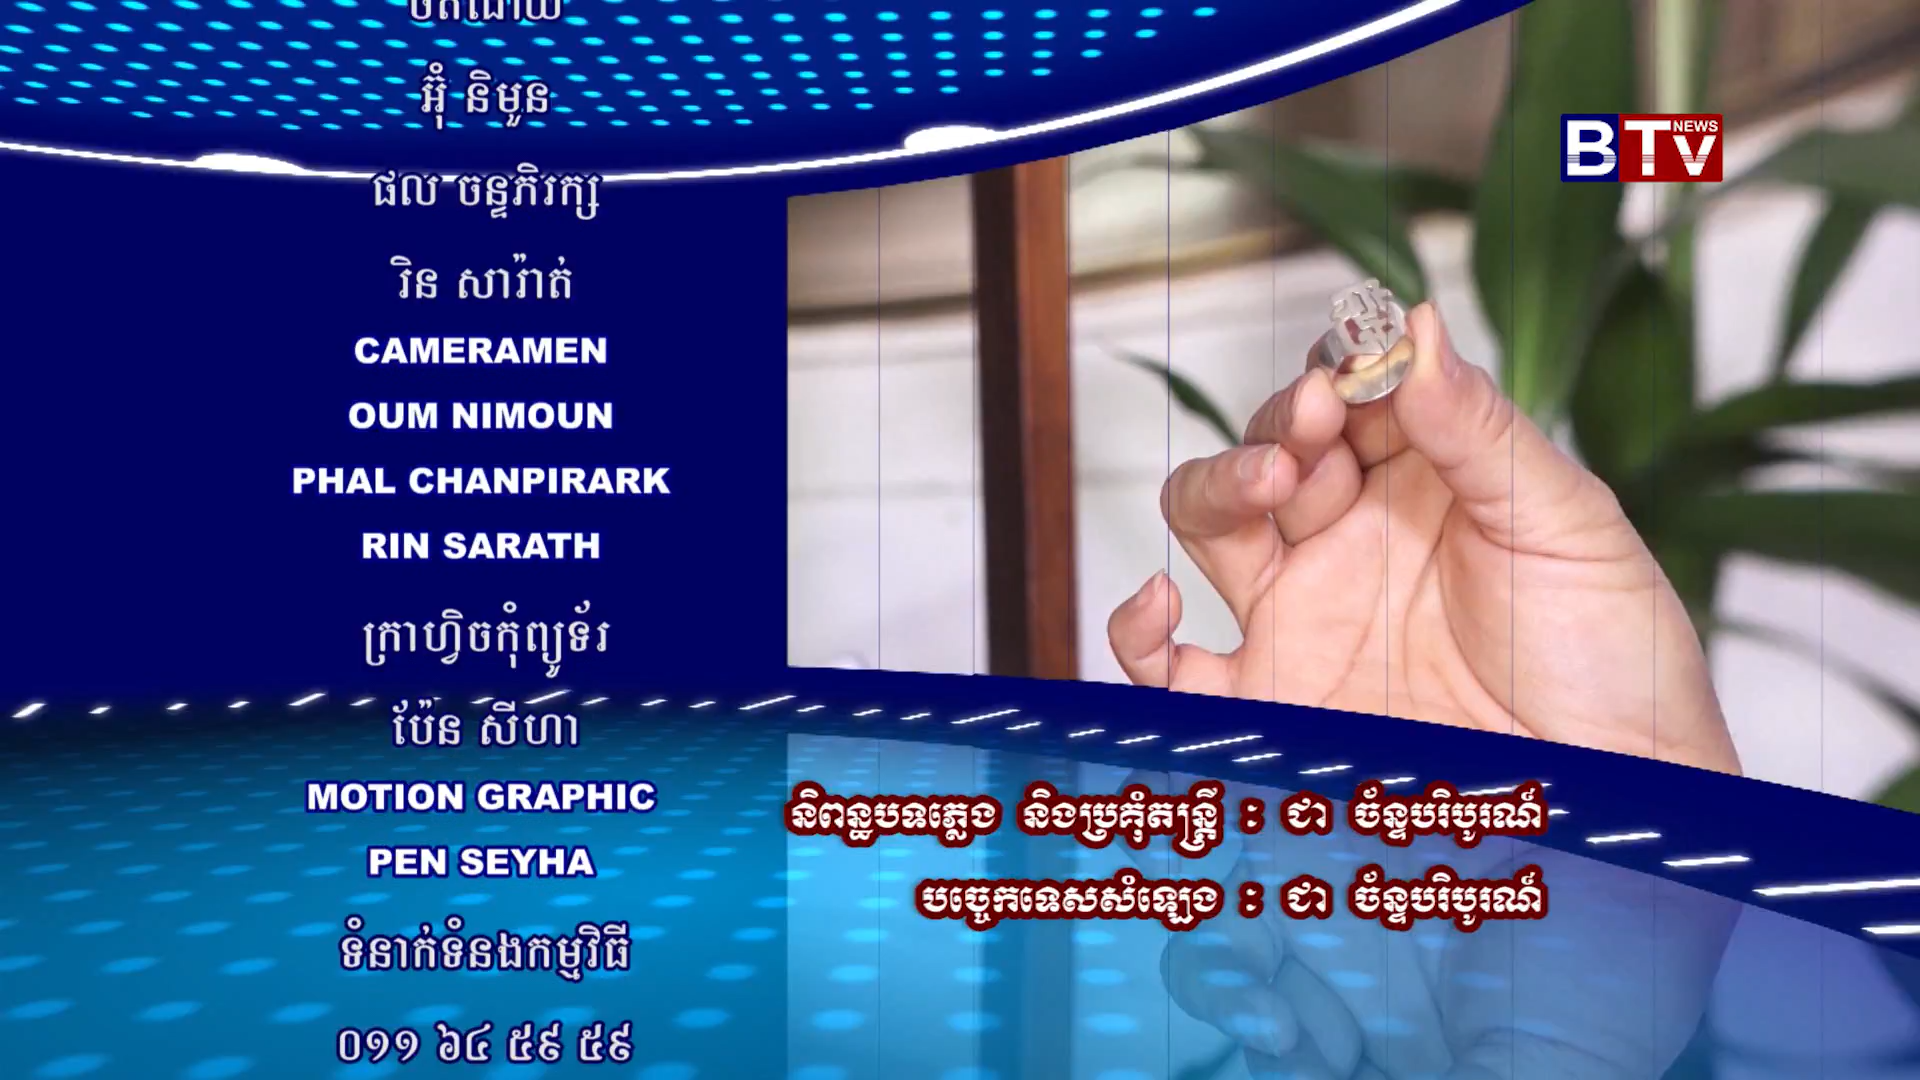 អ៊ុំ និមួន
ផល ចន្ទភិរក្ស
រិន សារ៉ាត់
CAMERAMEN
OUM NIMOUN
PHAL CHANPIRARK
RIN SARATH
ក្រាហ្វិចកុំព្យូទ័រ
ប៉ែន សីហា
MOTION GRAPHIC
PEN SEYHA
ទំនាក់ទំនងកម្មវិធី
០១១ ៦៤ ៥៩ ៥៩
BTV NEWS
និពន្ធបទភ្លេង និងប្រគុំតន្ត្រី ៖ ជា ច័ន្ទបរិបូរណ៍
បច្ចេកទេសសំឡេង ៖ ជា ច័ន្ទបរិបូរណ៍